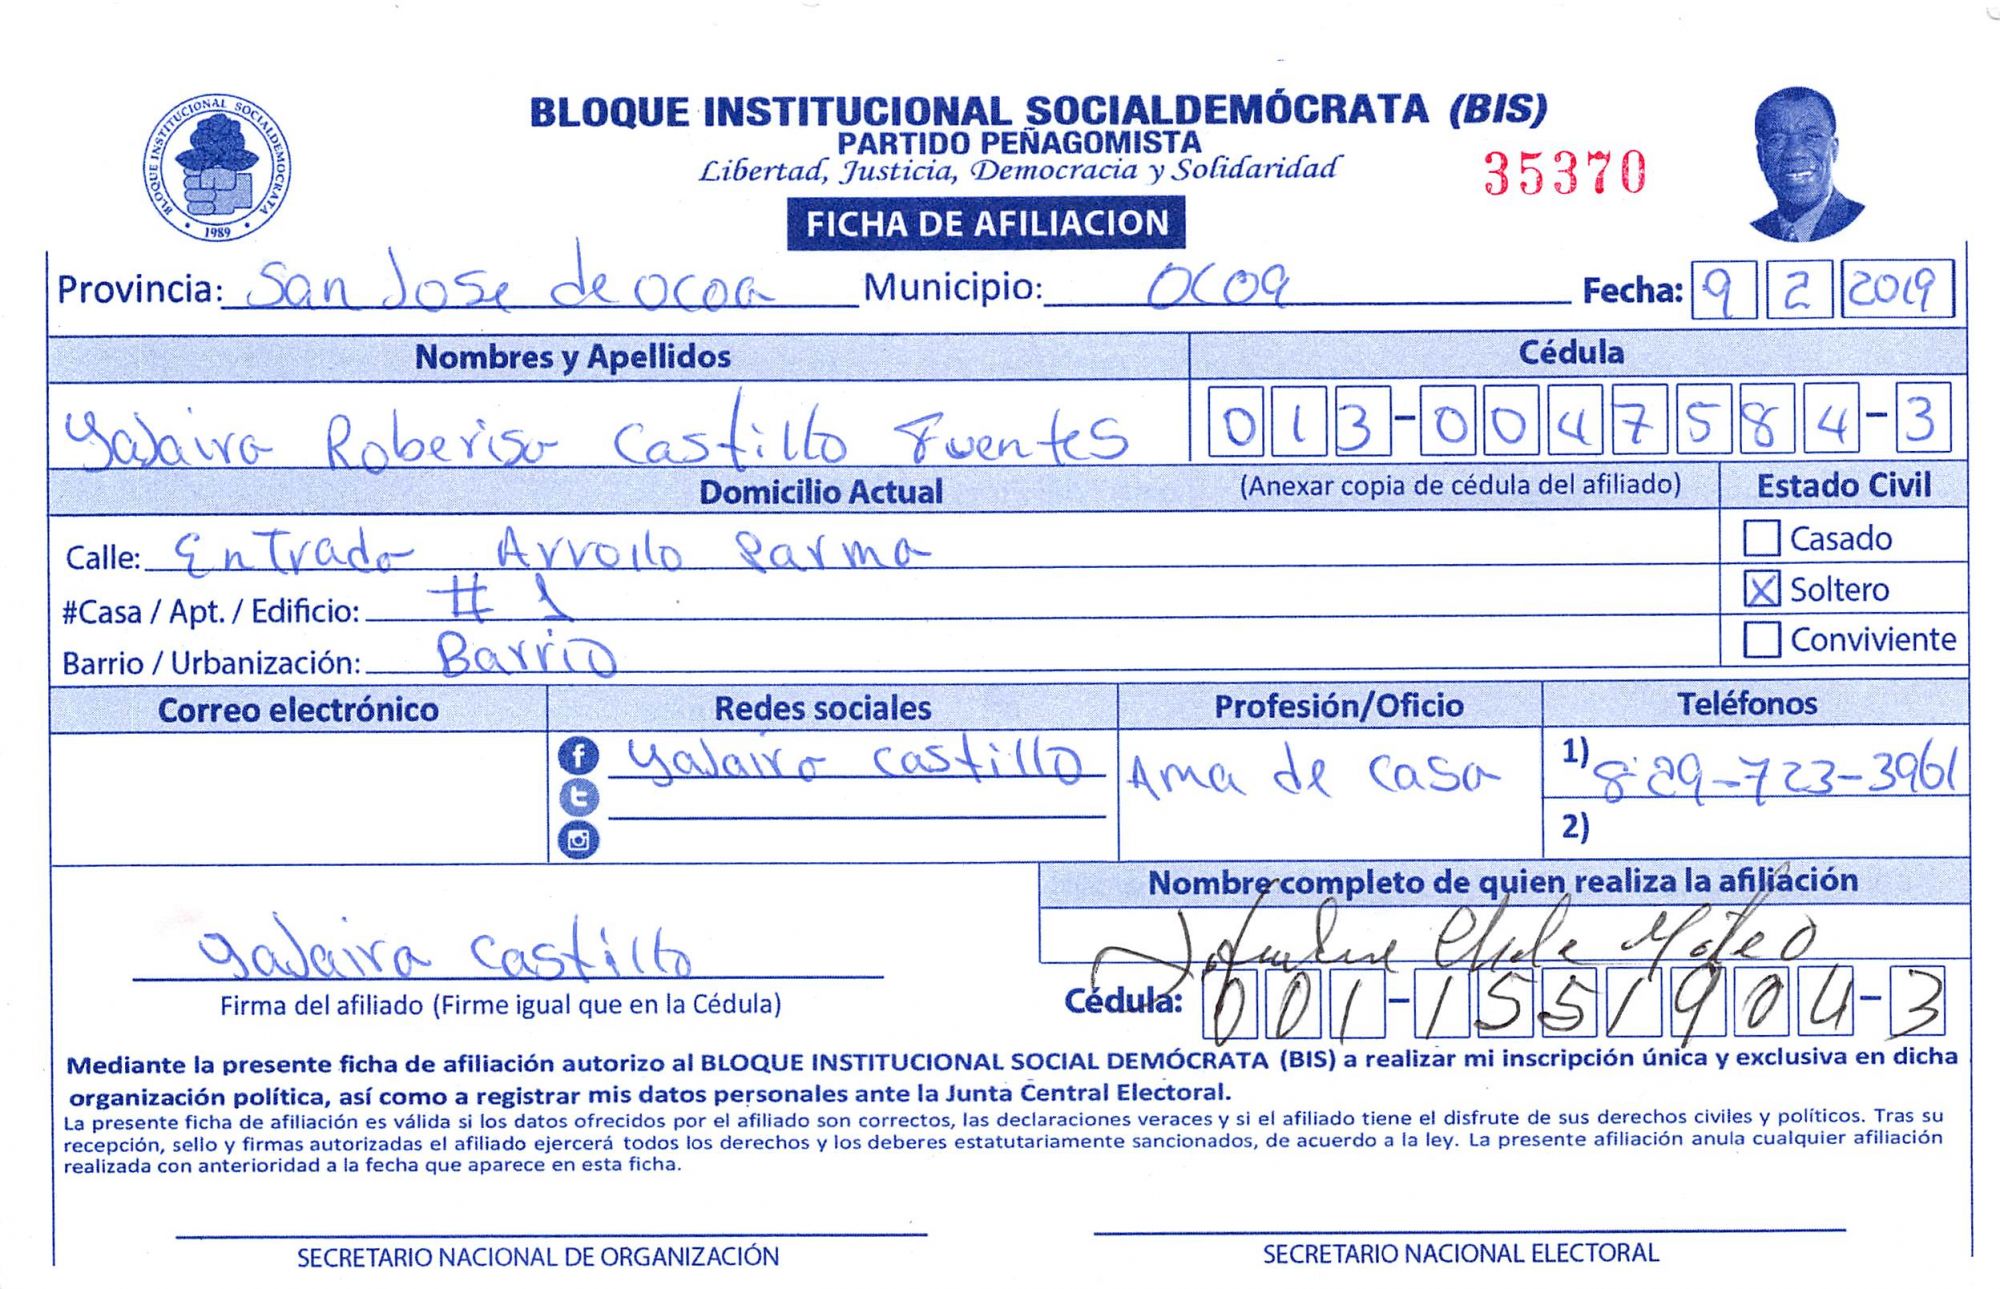 BLOQUE INSTITUCIONAL SOCIALDEMOCRATA
1989
BLOQUE INSTITUCIONAL SOCIALDEMÓCRATA (BIS)
PARTIDO PEÑAGOMISTA
Libertad, Justicia, Democracia y Solidaridad
35370
FICHA DE AFILIACION
Provincia: San Jose de ocoa Municipio: Ocoa Fecha: 9 2 2019
Nombres y Apellidos Cédula
Yajaira Roberisa Castillo Fuentes 013-0047584-3
Domicilio Actual (Anexar copia de cédula del afiliado) Estado Civil
Calle: Entrada Arrollo Parma Casado
#Casa / Apt. / Edificio: # 1 X Soltero
Barrio / Urbanización: Barrio Conviviente
Correo electrónico Redes sociales Profesión/Oficio Teléfonos
Yajaira castillo Ama de casa 1) 829-723-3961
2)
Nombre completo de quien realiza la afiliación
Yajaira Castillo Mateo
Firma del afiliado (Firme igual que en la Cédula) Cédula: 001-1551904-3
Mediante la presente ficha de afiliación autorizo al BLOQUE INSTITUCIONAL SOCIAL DEMÓCRATA (BIS) a realizar mi inscripción única y exclusiva en dicha
organización política, así como a registrar mis datos personales ante la Junta Central Electoral.
La presente ficha de afiliación es válida si los datos ofrecidos por el afiliado son correctos, las declaraciones veraces y si el afiliado tiene el disfrute de sus derechos civiles y políticos. Tras su
recepción, sello y firmas autorizadas el afiliado ejercerá todos los derechos y los deberes estatutariamente sancionados, de acuerdo a la ley. La presente afiliación anula cualquier afiliación
realizada con anterioridad a la fecha que aparece en esta ficha.
SECRETARIO NACIONAL DE ORGANIZACIÓN SECRETARIO NACIONAL ELECTORAL